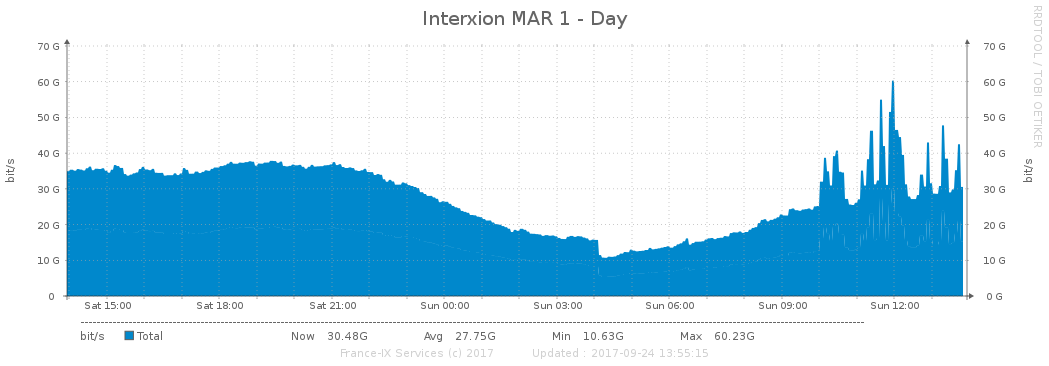 Interxion MAR 1 - Day
RRDTOOL / TOBI OETIKER
70 G 70 G
60 G 60 G
50 G 50 G
40 G 40 G
30 G 30 G
20 G 20 G
10 G 10 G
0 0 G
bit/s bit/s
Sat 15:00 Sat 18:00 Sat 21:00 Sun 00:00 Sun 03:00 Sun 06:00 Sun 09:00 Sun 12:00
bit/s Total Now 30.48G Avg 27.75G Min 10.63G Max 60.23G
France-IX Services (c) 2017 Updated : 2017-09-24 13:55:15